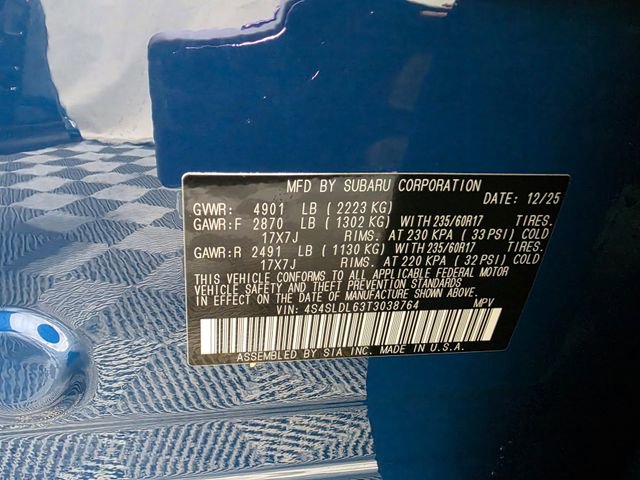 MFD BY SUBARU CORPORATION
DATE: 12/25
GVWR: 4901 LB (2223 KG)
GAWR:F 2870 LB (1302 KG) WITH 235/60R17 TIRES.
17X7J RIMS. AT 230 KPA (33 PSI) COLD
GAWR:R 2491 LB (1130 KG) WITH 235/60R17 TIRES.
17X7J RIMS. AT 220 KPA (32 PSI) COLD
THIS VEHICLE CONFORMS TO ALL APPLICABLE FEDERAL MOTOR
VEHICLE SAFETY AND THEFT PREVENTION STANDARDS
IN EFFECT ON THE DATE OF MANUFACTURE SHOWN ABOVE.
VIN: 4S4SLDL63T3038764 MPV
ASSEMBLED BY SIA INC. MADE IN U.S.A.